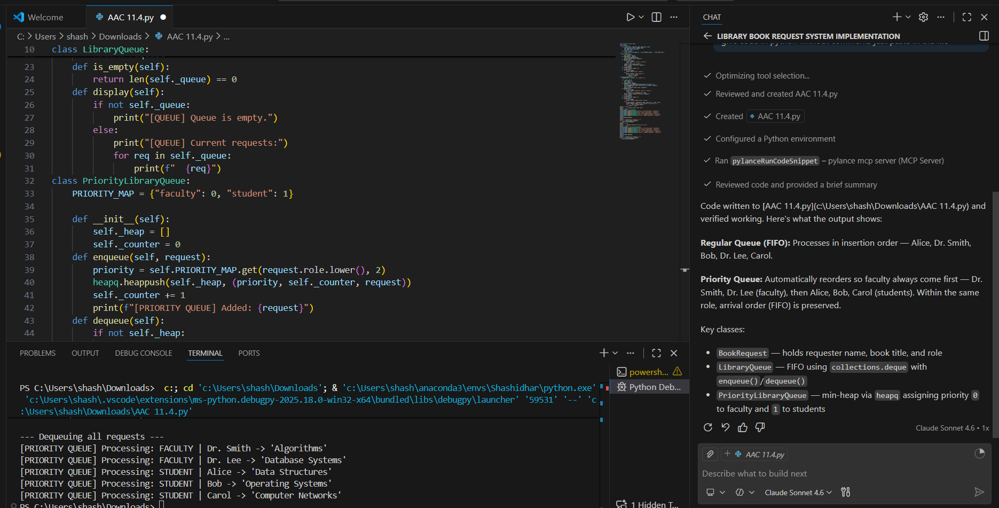 Welcome
AAC 11.4.py
C: > Users > shash > Downloads > AAC 11.4.py > ...
10 class LibraryQueue:
23 def is_empty(self):
24 return len(self._queue) == 0
25 def display(self):
26 if not self._queue:
27 print("[QUEUE] Queue is empty.")
28 else:
29 print("[QUEUE] Current requests:")
30 for req in self._queue:
31 print(f"  {req}")
32 class PriorityLibraryQueue:
33 PRIORITY_MAP = {"faculty": 0, "student": 1}
34
35 def __init__(self):
36 self._heap = []
37 self._counter = 0
38 def enqueue(self, request):
39 priority = self.PRIORITY_MAP.get(request.role.lower(), 2)
40 heapq.heappush(self._heap, (priority, self._counter, request))
41 self._counter += 1
42 print(f"[PRIORITY QUEUE] Added: {request}")
43 def dequeue(self):
44 if not self._heap:
PROBLEMS OUTPUT DEBUG CONSOLE TERMINAL PORTS
powersh...
Python Deb...
1 Hidden T...
PS C:\Users\shash\Downloads>  c:; cd 'c:\Users\shash\Downloads'; & 'c:\Users\shash\anaconda3\envs\Shashidhar\python.exe'
'c:\Users\shash\.vscode\extensions\ms-python.debugpy-2025.18.0-win32-x64\bundled\libs\debugpy\launcher' '59531' '--' 'c
:\Users\shash\Downloads\AAC 11.4.py'
--- Dequeuing all requests ---
[PRIORITY QUEUE] Processing: FACULTY | Dr. Smith -> 'Algorithms'
[PRIORITY QUEUE] Processing: FACULTY | Dr. Lee -> 'Database Systems'
[PRIORITY QUEUE] Processing: STUDENT | Alice -> 'Data Structures'
[PRIORITY QUEUE] Processing: STUDENT | Bob -> 'Operating Systems'
[PRIORITY QUEUE] Processing: STUDENT | Carol -> 'Computer Networks'
PS C:\Users\shash\Downloads>
CHAT
LIBRARY BOOK REQUEST SYSTEM IMPLEMENTATION
give code in python without comments just paste in the file
Optimizing tool selection...
Reviewed and created AAC 11.4.py
Created AAC 11.4.py
Configured a Python environment
Ran pylanceRunCodeSnippet – pylance mcp server (MCP Server)
Reviewed code and provided a brief summary
Code written to [AAC 11.4.py](c:\Users\shash\Downloads\AAC 11.4.py) and
verified working. Here's what the output shows:
Regular Queue (FIFO): Processes in insertion order — Alice, Dr. Smith,
Bob, Dr. Lee, Carol.
Priority Queue: Automatically reorders so faculty always come first — Dr.
Smith, Dr. Lee (faculty), then Alice, Bob, Carol (students). Within the same
role, arrival order (FIFO) is preserved.
Key classes:
• BookRequest — holds requester name, book title, and role
• LibraryQueue — FIFO using collections.deque with
enqueue()/dequeue()
• PriorityLibraryQueue — min-heap via heapq assigning priority 0
to faculty and 1 to students
Claude Sonnet 4.6 • 1x
AAC 11.4.py
Describe what to build next
Claude Sonnet 4.6